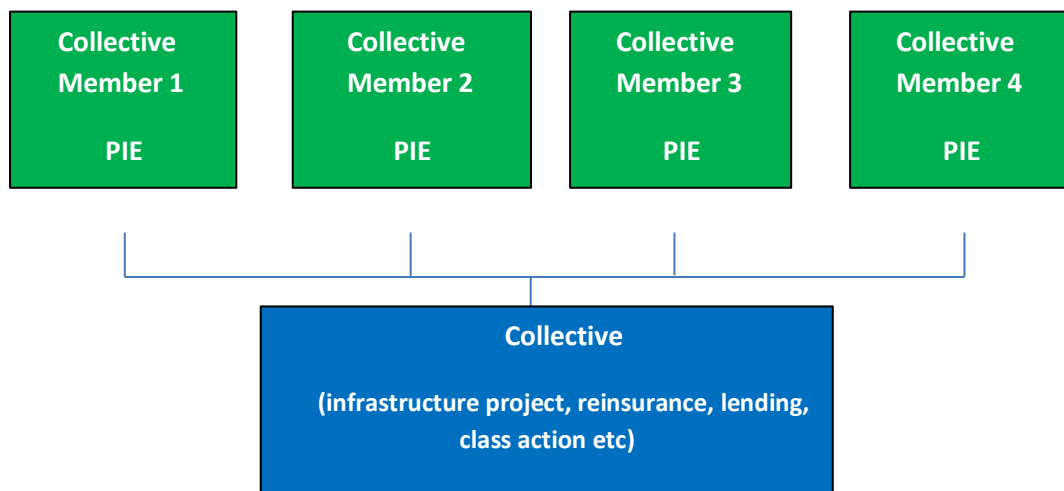 Collective
Member 1
PIE
Collective
Member 2
PIE
Collective
Member 3
PIE
Collective
Member 4
PIE
Collective
(infrastructure project, reinsurance, lending,
class action etc)